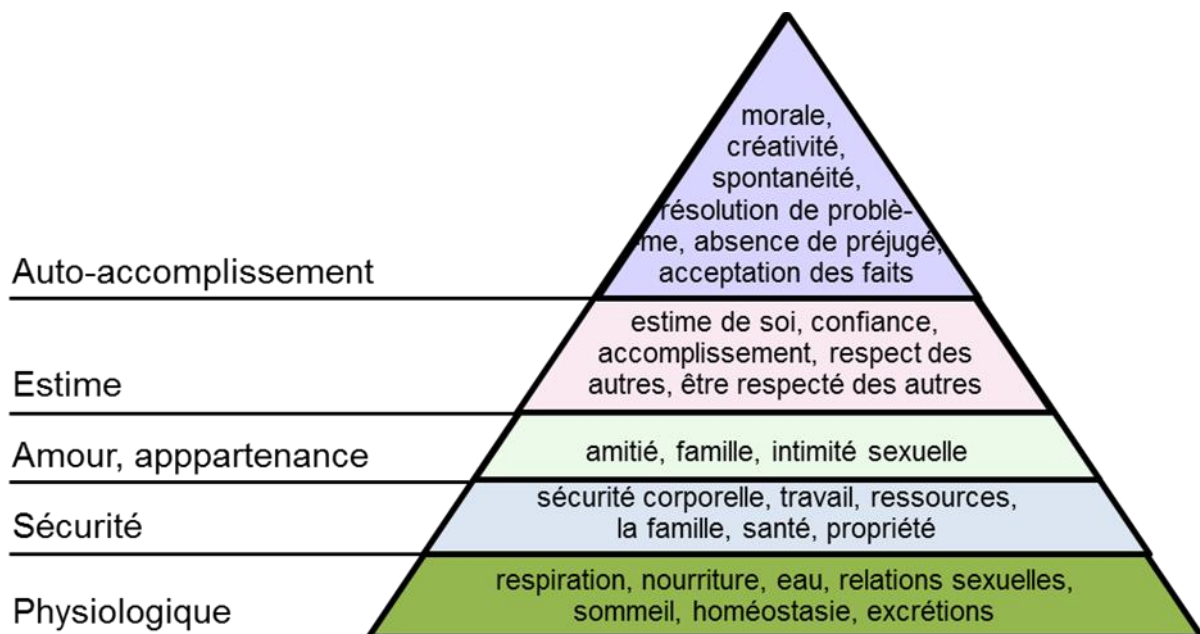 morale,
créativité,
spontanéité,
résolution de problè-
-me, absence de préjugé,
acceptation des faits
Auto-accomplissement
estime de soi, confiance,
accomplissement, respect des
autres, être respecté des autres
Estime
amitié, famille, intimité sexuelle
Amour, apppartenance
sécurité corporelle, travail, ressources,
la famille, santé, propriété
Sécurité
respiration, nourriture, eau, relations sexuelles,
sommeil, homéostasie, excrétions
Physiologique